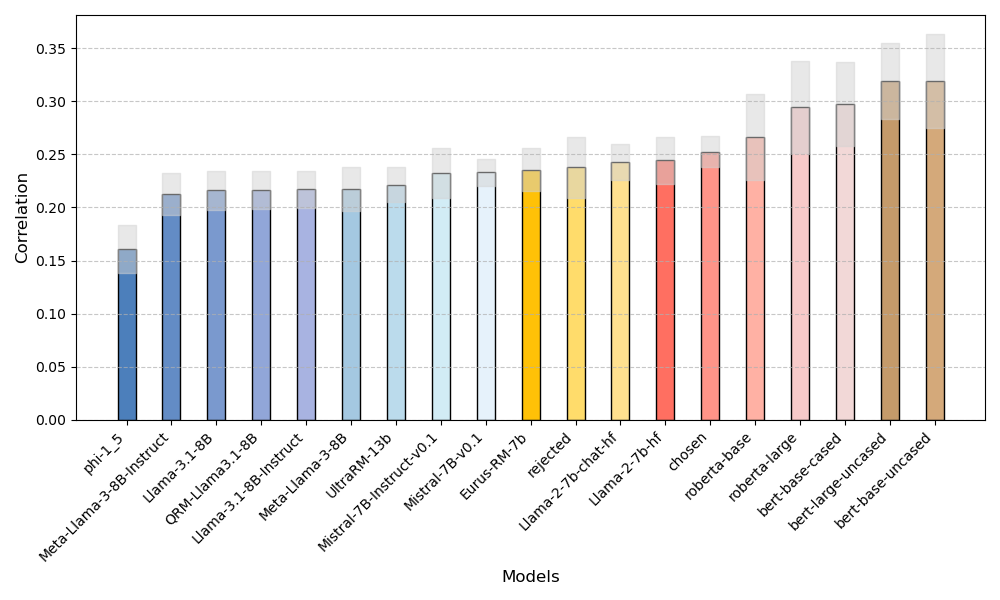 0.35
0.30
0.25
0.20
0.15
0.10
0.05
0.00
Correlation
phi-1_5
Meta-Llama-3-8B-Instruct
Llama-3.1-8B
QRM-Llama3.1-8B
Llama-3.1-8B-Instruct
Meta-Llama-3-8B
UltraRM-13b
Mistral-7B-Instruct-v0.1
Mistral-7B-v0.1
Eurus-RM-7b
rejected
Llama-2-7b-chat-hf
Llama-2-7b-hf
chosen
roberta-base
roberta-large
bert-base-cased
bert-large-uncased
bert-base-uncased
Models